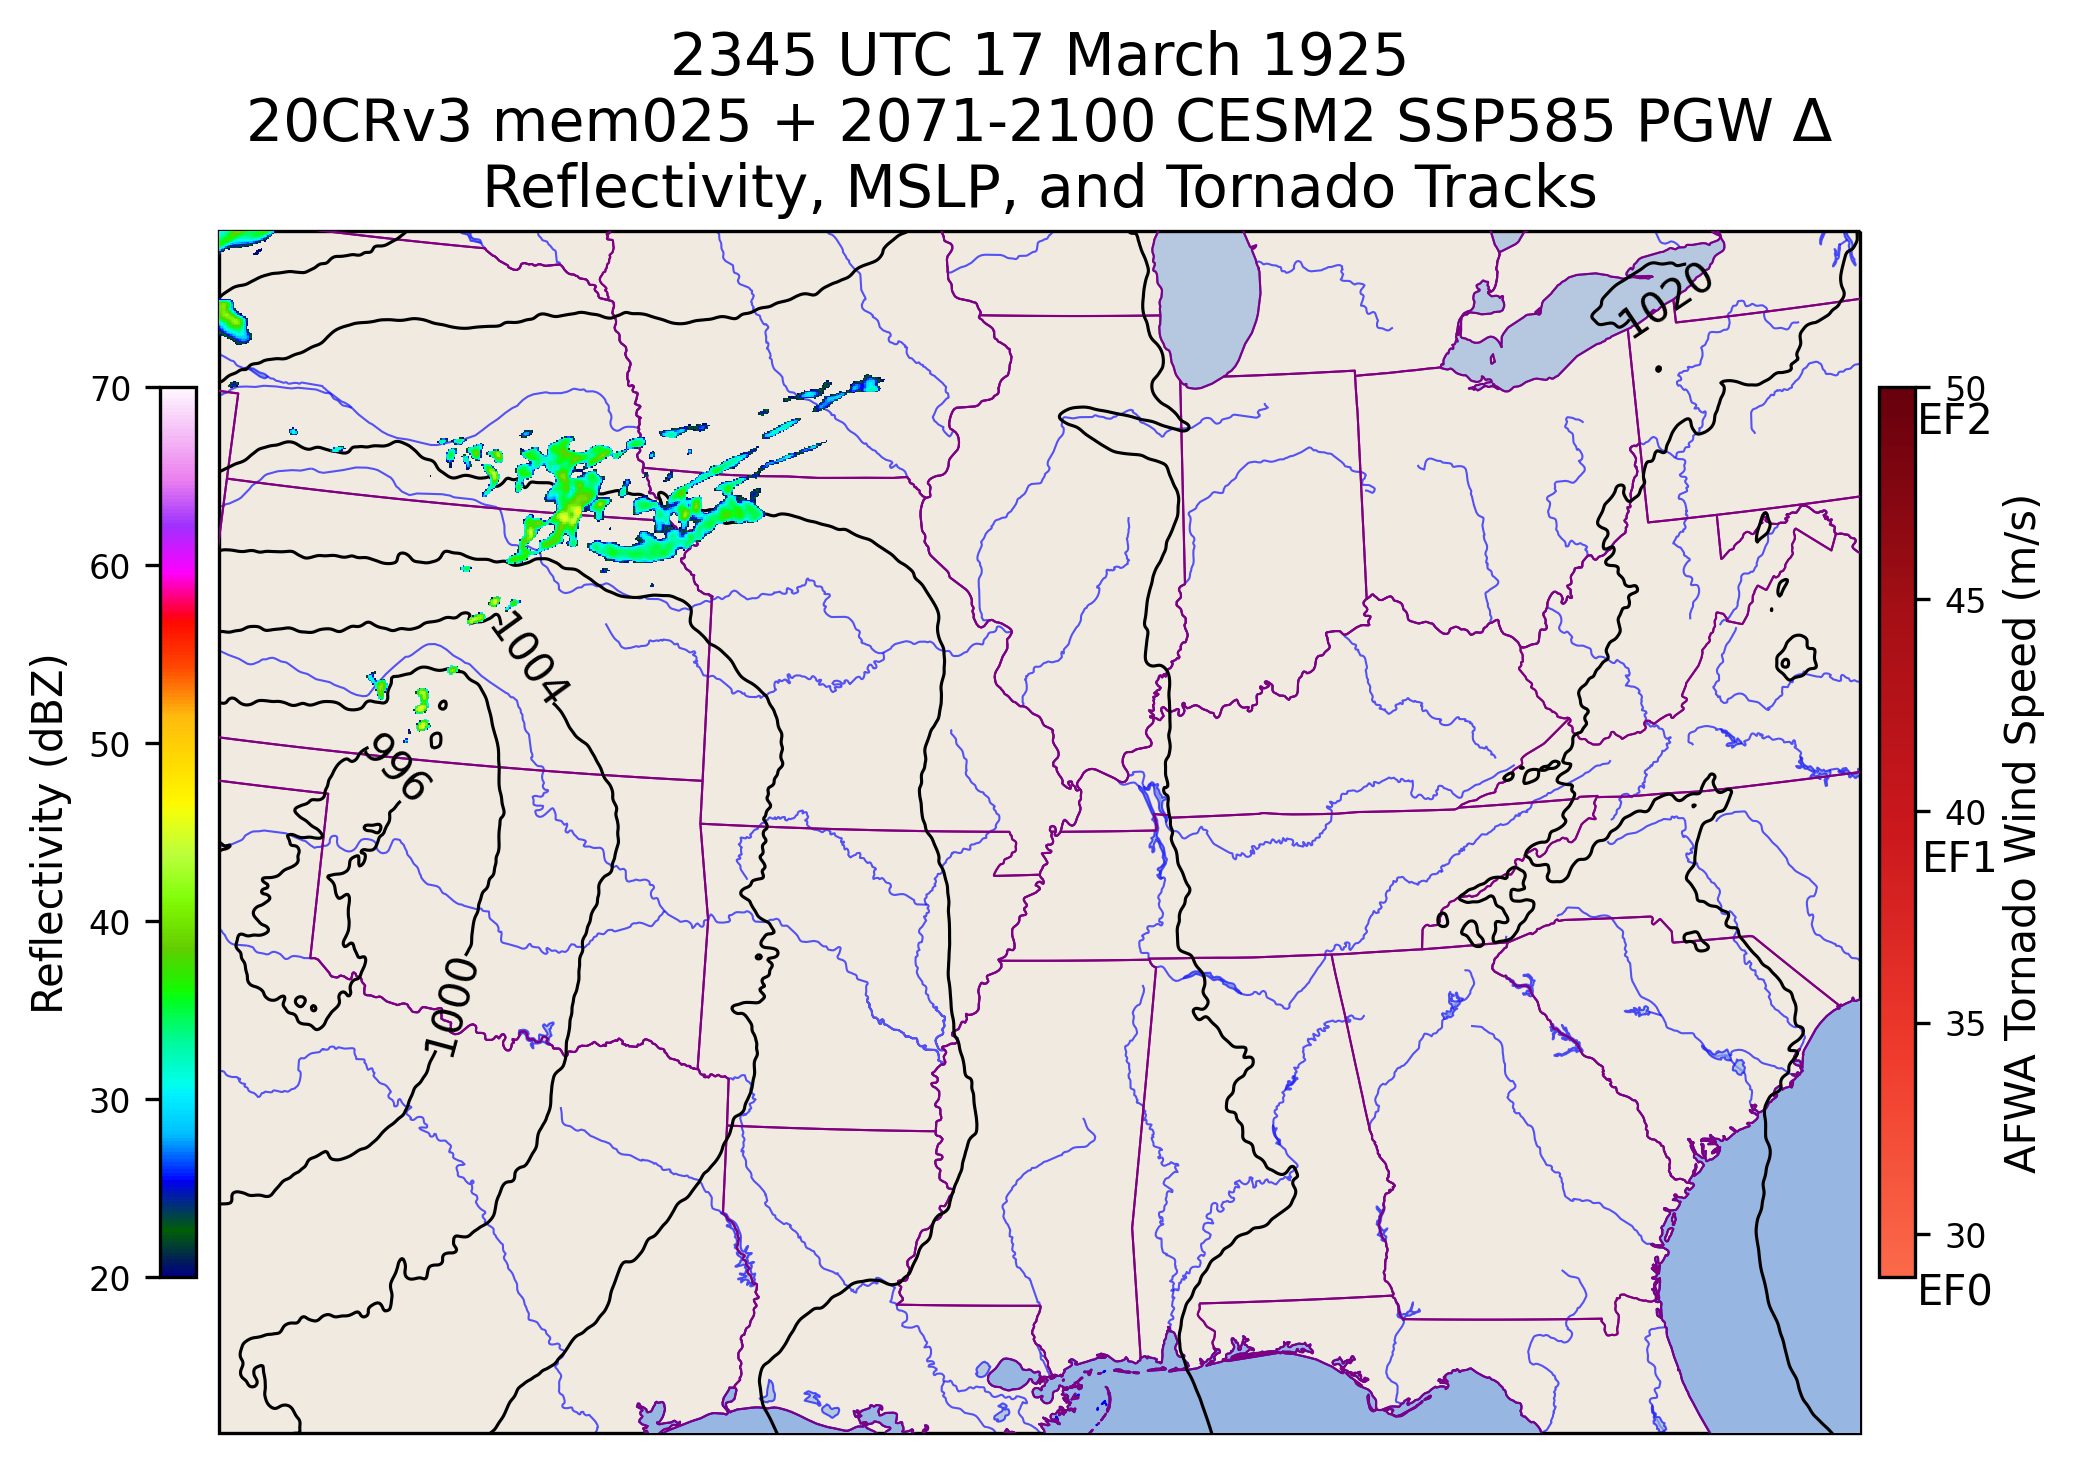 2345 UTC 17 March 1925
20CRv3 mem025 + 2071-2100 CESM2 SSP585 PGW Δ
Reflectivity, MSLP, and Tornado Tracks
1020
1004
996
1000
Reflectivity (dBZ)
70
60
50
40
30
20
50
EF2
45
40
EF1
35
30
EF0
AFWA Tornado Wind Speed (m/s)